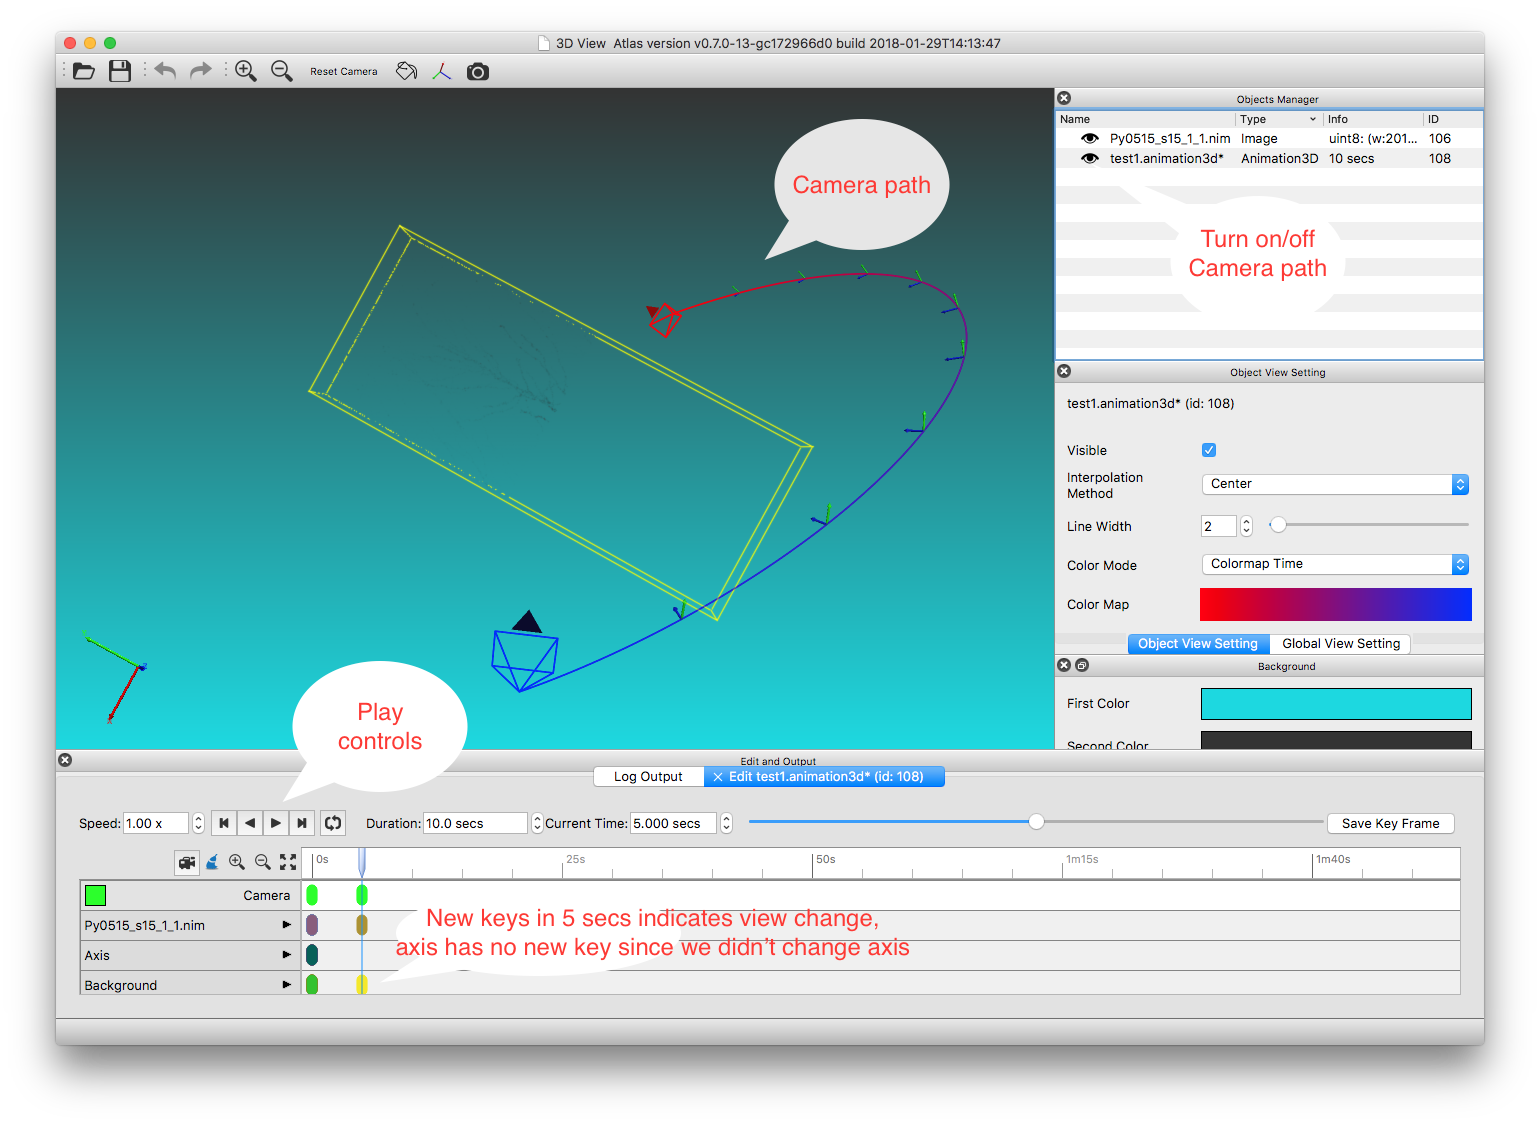 3D View  Atlas version v0.7.0-13-gc172966d0 build 2018-01-29T14:13:47
Reset Camera
Objects Manager
Name Type Info ID
Py0515_s15_1_1.nim Image uint8: (w:201... 106
test1.animation3d* Animation3D 10 secs 108
Camera path
Turn on/off
Camera path
Object View Setting
test1.animation3d* (id: 108)
Visible
Interpolation
Method
Center
Line Width 2
Color Mode Colormap Time
Color Map
Object View Setting Global View Setting
Background
First Color
Second Color
Play
controls
Edit and Output
Log Output Edit test1.animation3d* (id: 108)
Speed: 1.00 x Duration: 10.0 secs Current Time: 5.000 secs Save Key Frame
0s 25s 50s 1m15s 1m40s
Camera
Py0515_s15_1_1.nim
Axis
Background
New keys in 5 secs indicates view change,
axis has no new key since we didn't change axis